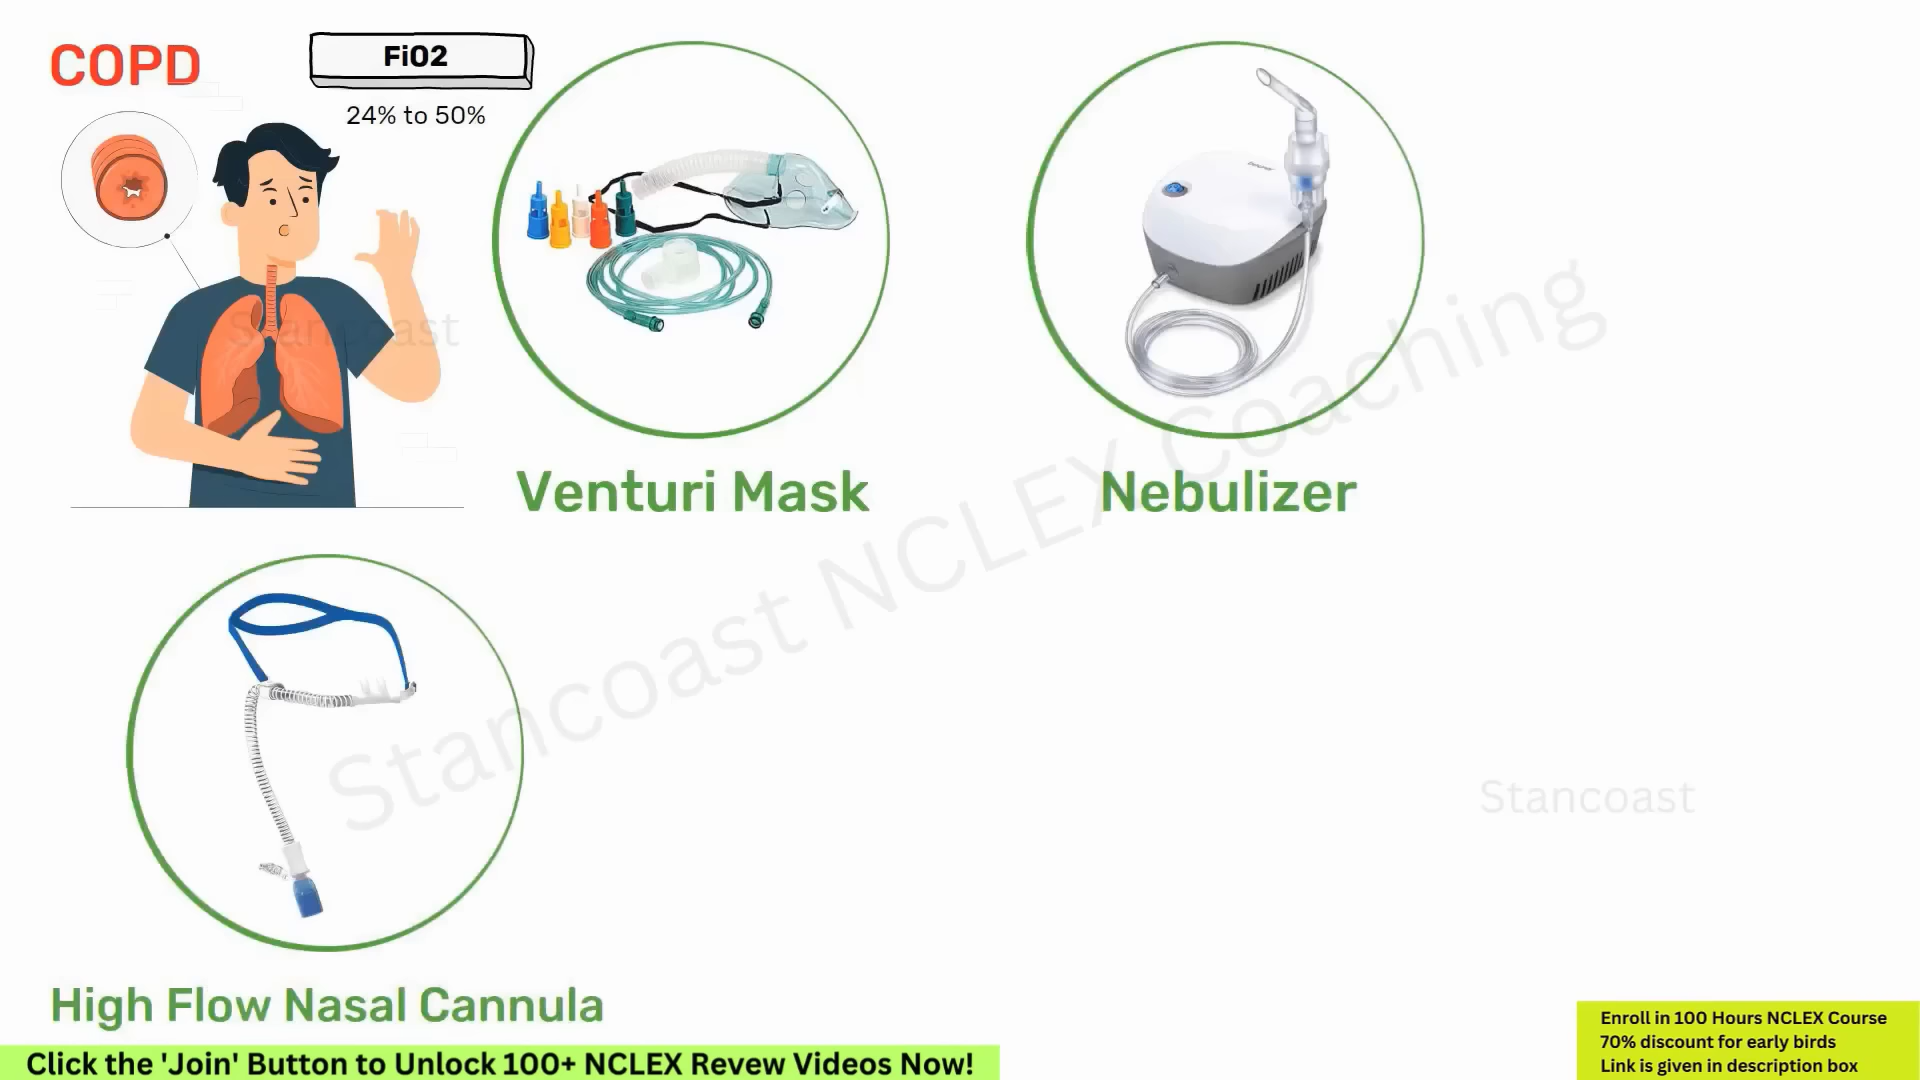 COPD
FiO2
24% to 50%
Venturi Mask
Nebulizer
High Flow Nasal Cannula
Stancoast NCLEX Coaching
Stancoast
Stancoast
Click the 'Join' Button to Unlock 100+ NCLEX Revew Videos Now!
Enroll in 100 Hours NCLEX Course
70% discount for early birds
Link is given in description box